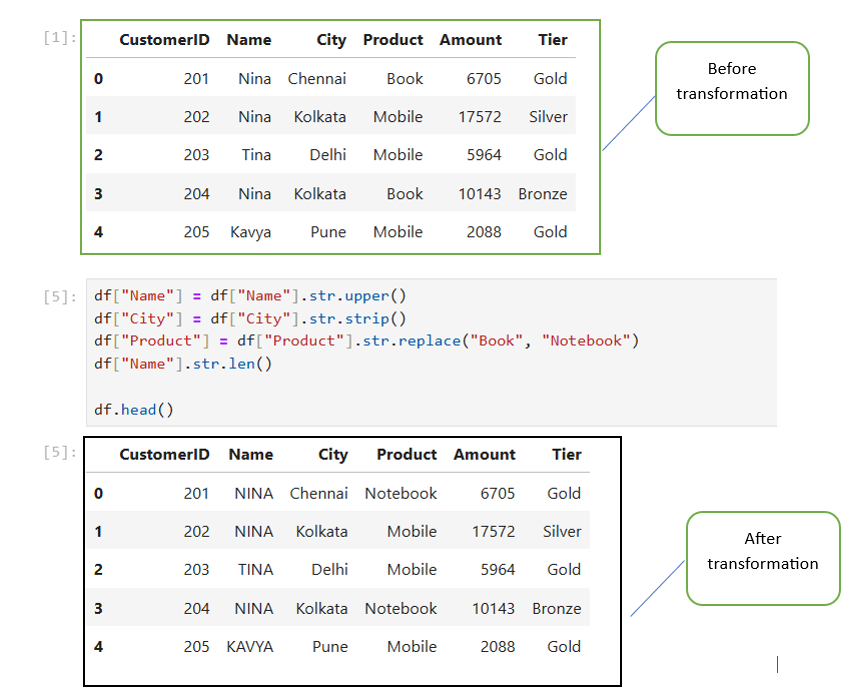 [1]:
CustomerID Name City Product Amount Tier
0 201 Nina Chennai Book 6705 Gold
1 202 Nina Kolkata Mobile 17572 Silver
2 203 Tina Delhi Mobile 5964 Gold
3 204 Nina Kolkata Book 10143 Bronze
4 205 Kavya Pune Mobile 2088 Gold
Before
transformation
[5]:
df["Name"] = df["Name"].str.upper()
df["City"] = df["City"].str.strip()
df["Product"] = df["Product"].str.replace("Book", "Notebook")
df["Name"].str.len()
df.head()
[5]:
CustomerID Name City Product Amount Tier
0 201 NINA Chennai Notebook 6705 Gold
1 202 NINA Kolkata Mobile 17572 Silver
2 203 TINA Delhi Mobile 5964 Gold
3 204 NINA Kolkata Notebook 10143 Bronze
4 205 KAVYA Pune Mobile 2088 Gold
After
transformation